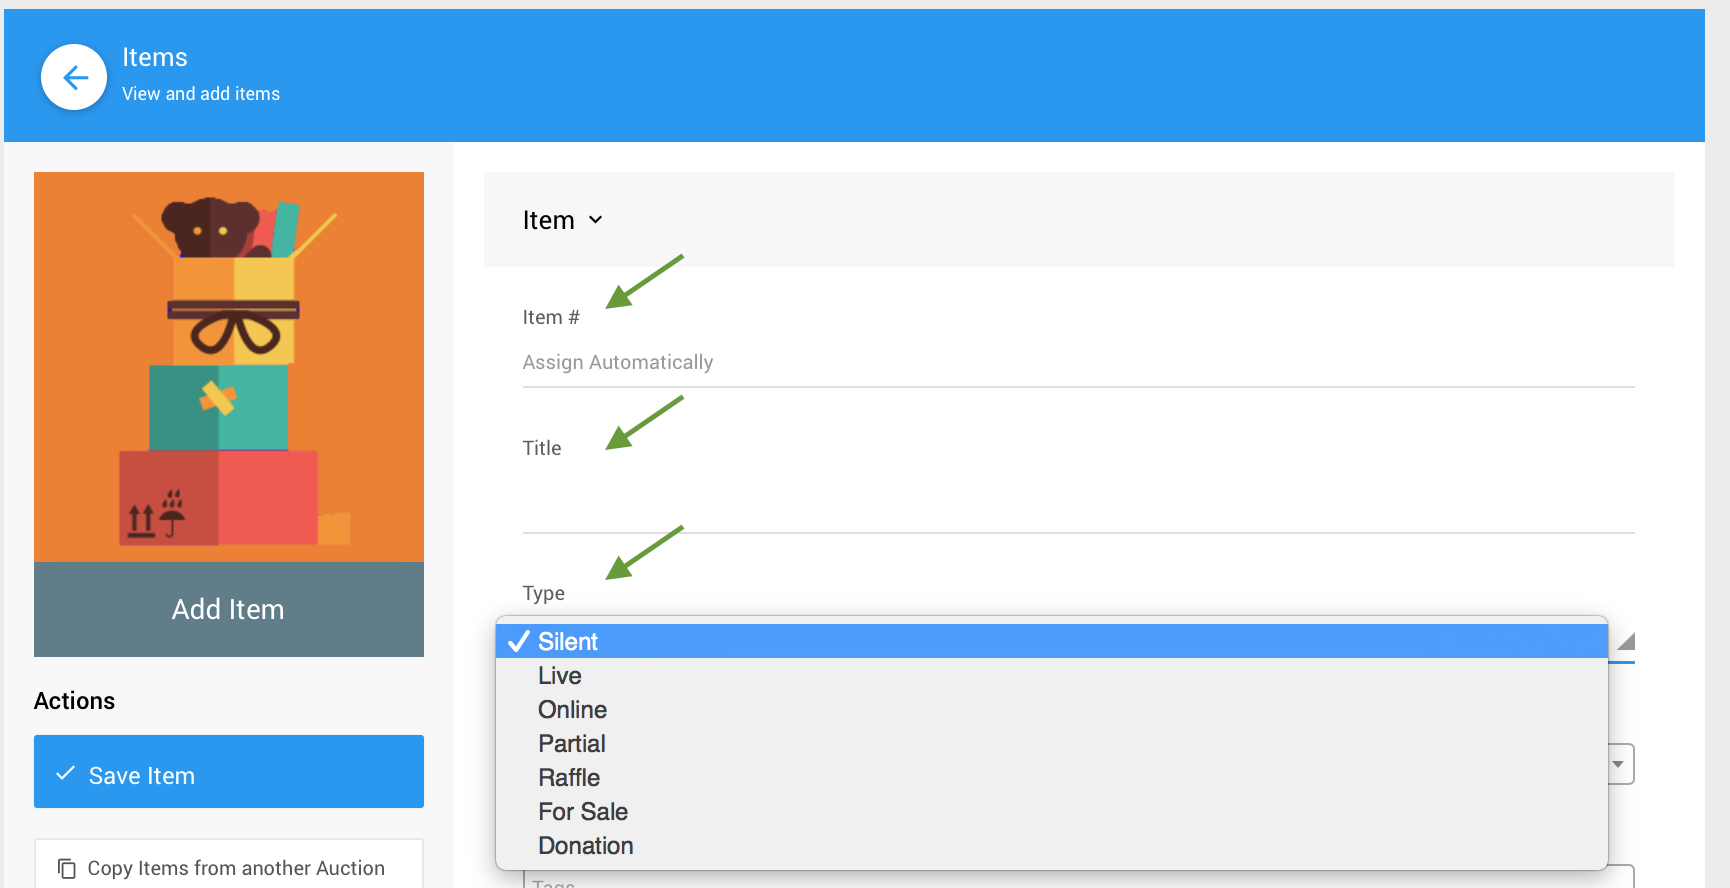 Items
View and add items
Add Item
Actions
Save Item
Copy Items from another Auction
Item
Item #
Assign Automatically
Title
Type
Silent
Live
Online
Partial
Raffle
For Sale
Donation
Tags